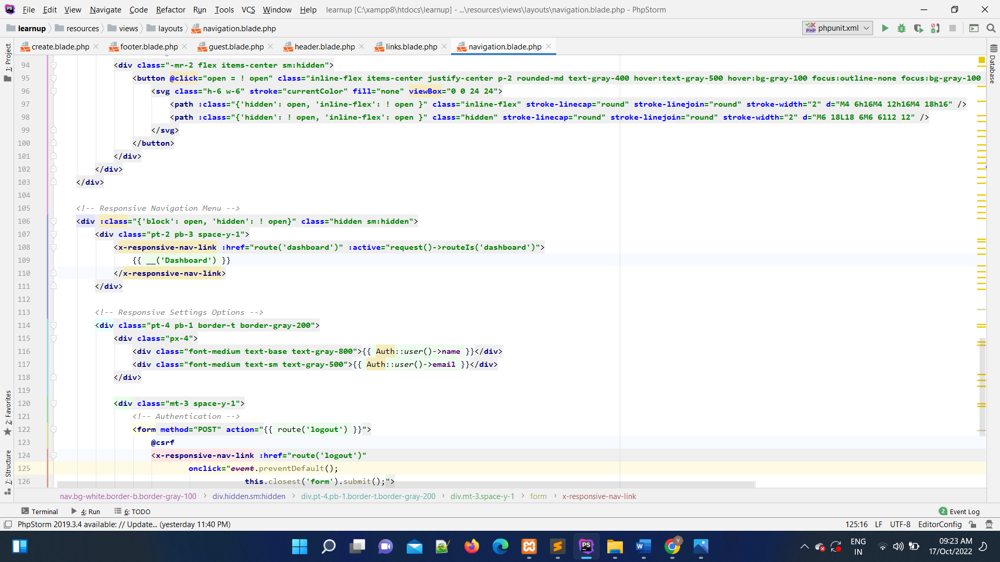 File Edit View Navigate Code Refactor Run Tools VCS Window Help learnup [C:\xampp8\htdocs\learnup] - ...\resources\views\layouts\navigation.blade.php - PhpStorm
learnup resources views layouts navigation.blade.php phpunit.xml
create.blade.php footer.blade.php guest.blade.php header.blade.php links.blade.php navigation.blade.php
1: Project
Database
94 <div class="-mr-2 flex items-center sm:hidden">
95 <button @click="open = ! open" class="inline-flex items-center justify-center p-2 rounded-md text-gray-400 hover:text-gray-500 hover:bg-gray-100 focus:outline-none focus:bg-gray-100
96 <svg class="h-6 w-6" stroke="currentColor" fill="none" viewBox="0 0 24 24">
97 <path :class="{'hidden': open, 'inline-flex': ! open }" class="inline-flex" stroke-linecap="round" stroke-linejoin="round" stroke-width="2" d="M4 6h16M4 12h16M4 18h16" />
98 <path :class="{'hidden': ! open, 'inline-flex': open }" class="hidden" stroke-linecap="round" stroke-linejoin="round" stroke-width="2" d="M6 18L18 6M6 6l12 12" />
99 </svg>
100 </button>
101 </div>
102 </div>
103 </div>
104
105 <!-- Responsive Navigation Menu -->
106 <div :class="{'block': open, 'hidden': ! open}" class="hidden sm:hidden">
107 <div class="pt-2 pb-3 space-y-1">
108 <x-responsive-nav-link :href="route('dashboard')" :active="request()->routeIs('dashboard')">
109 {{ __('Dashboard') }}
110 </x-responsive-nav-link>
111 </div>
112
113 <!-- Responsive Settings Options -->
114 <div class="pt-4 pb-1 border-t border-gray-200">
115 <div class="px-4">
116 <div class="font-medium text-base text-gray-800">{{ Auth::user()->name }}</div>
117 <div class="font-medium text-sm text-gray-500">{{ Auth::user()->email }}</div>
118 </div>
119
120 <div class="mt-3 space-y-1">
121 <!-- Authentication -->
122 <form method="POST" action="{{ route('logout') }}">
123 @csrf
124 <x-responsive-nav-link :href="route('logout')"
125 onclick="event.preventDefault();
126 this.closest('form').submit();">
2: Favorites
7: Structure
nav.bg-white.border-b.border-gray-100 div.hidden.sm:hidden div.pt-4.pb-1.border-t.border-gray-200 div.mt-3.space-y-1 form x-responsive-nav-link
Terminal 4: Run 6: TODO 2 Event Log
PhpStorm 2019.3.4 available: // Update... (yesterday 11:40 PM) 125:16 LF UTF-8 EditorConfig
ENG
IN
09:23 AM
17/Oct/2022